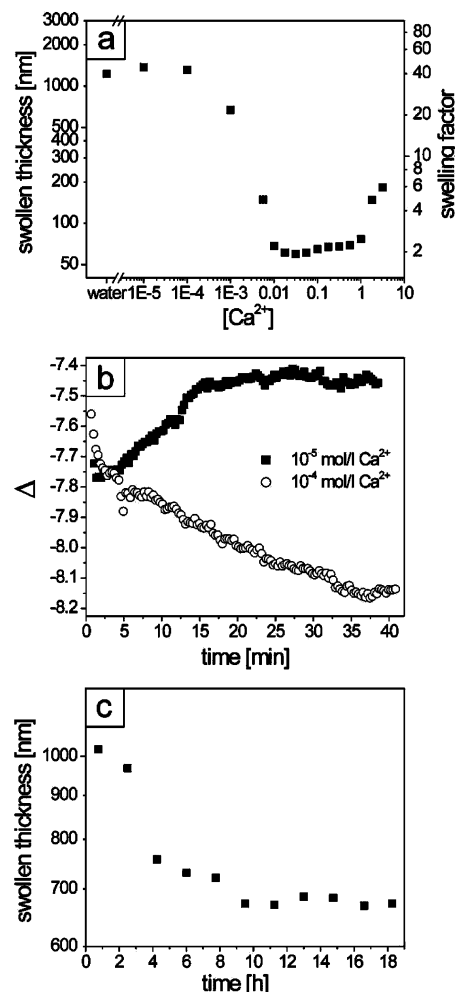 a
swollen thickness [nm]
3000
2000
1000
500
400
300
200
100
50
80
60
40
20
10
6
4
2
swelling factor
water 1E-5 1E-4 1E-3 0.01 0.1 1 10
[Ca²⁺]
b
Δ
-7.4
-7.5
-7.6
-7.7
-7.8
-7.9
-8.0
-8.1
-8.2
■ 10⁻⁵ mol/l Ca²⁺
○ 10⁻⁴ mol/l Ca²⁺
0 5 10 15 20 25 30 35 40
time [min]
c
swollen thickness [nm]
1000
900
800
700
600
0 2 4 6 8 10 12 14 16 18
time [h]